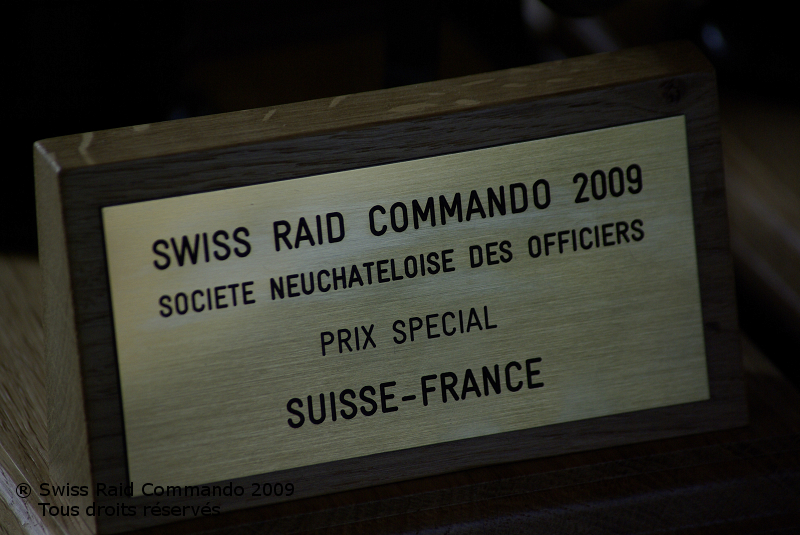 SWISS RAID COMMANDO 2009
SOCIETE NEUCHATELOISE DES OFFICIERS
PRIX SPECIAL
SUISSE-FRANCE
® Swiss Raid Commando 2009
Tous droits réservés